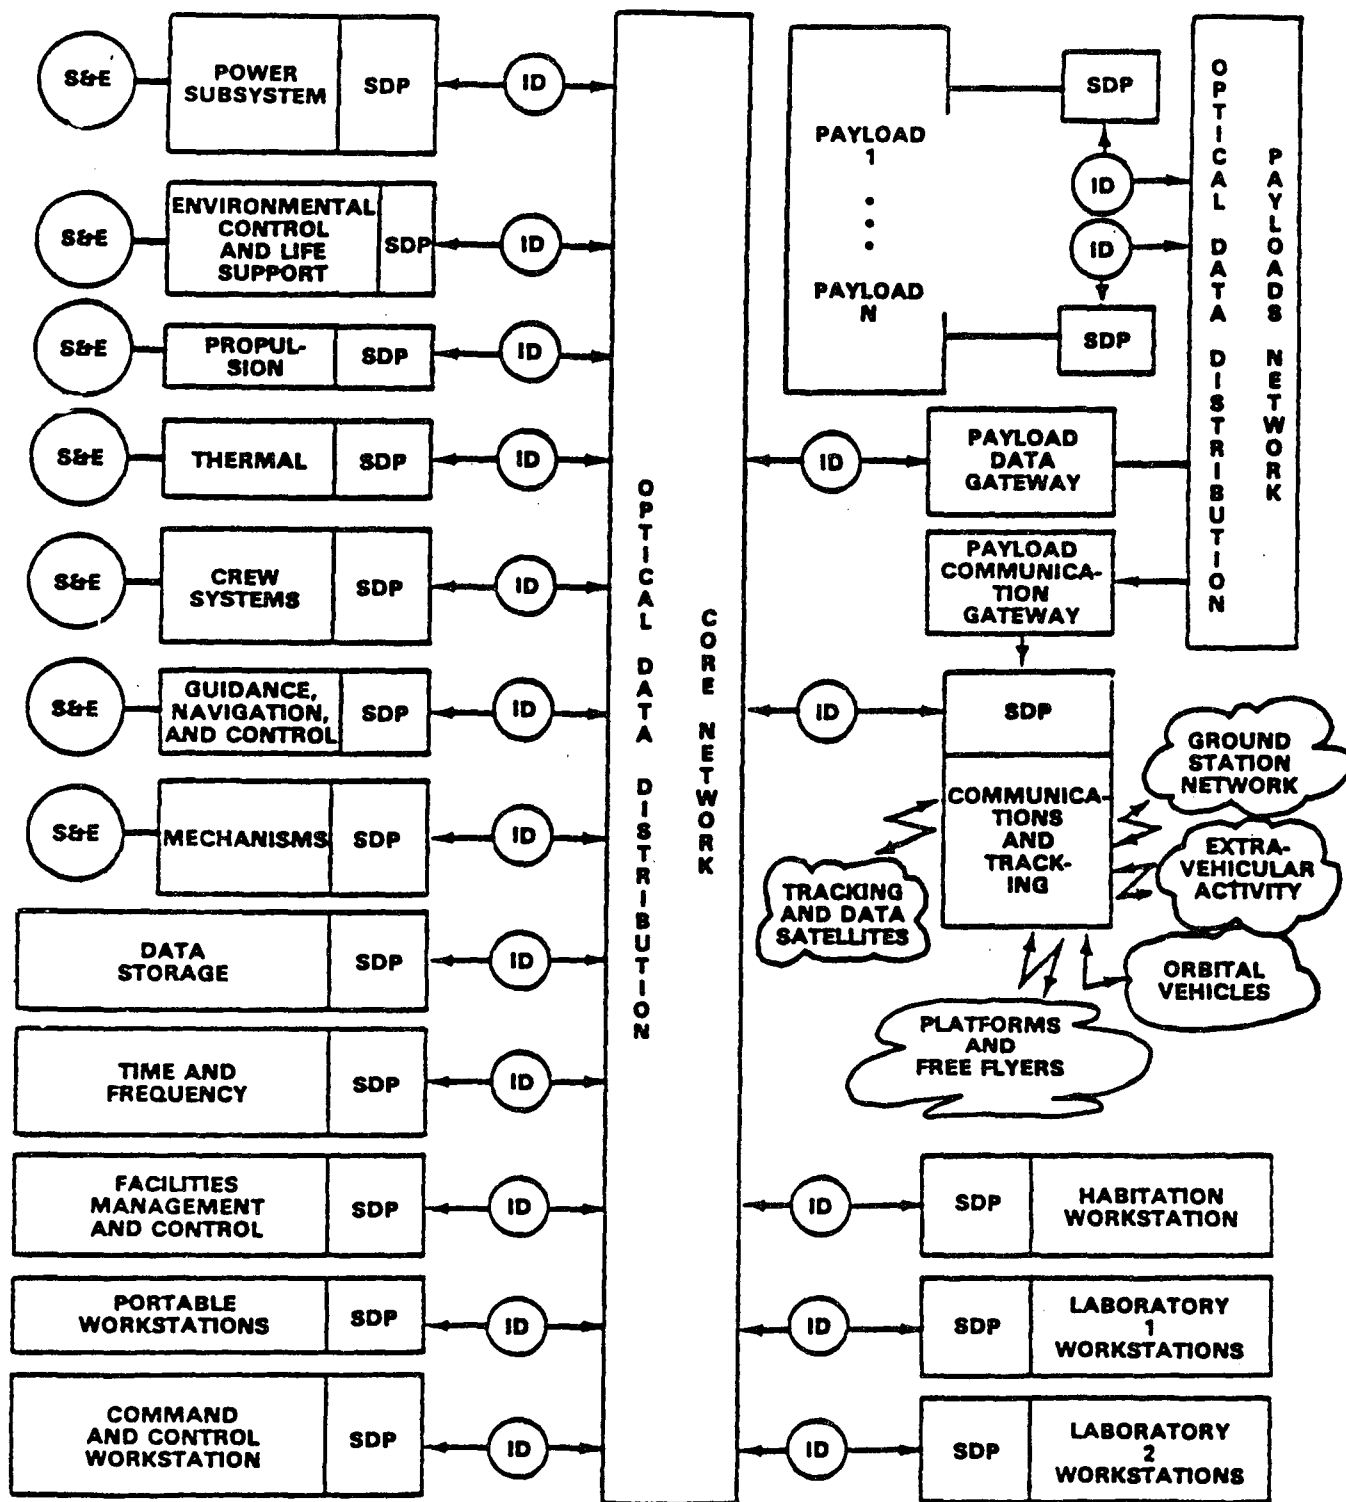 S&E
POWER
SUBSYSTEM
SDP
ID
S&E
ENVIRONMENTAL
CONTROL
AND LIFE
SUPPORT
SDP
ID
S&E
PROPUL-
SION
SDP
ID
S&E
THERMAL
SDP
ID
S&E
CREW
SYSTEMS
SDP
ID
S&E
GUIDANCE,
NAVIGATION,
AND CONTROL
SDP
ID
S&E
MECHANISMS
SDP
ID
DATA
STORAGE
SDP
ID
TIME AND
FREQUENCY
SDP
ID
FACILITIES
MANAGEMENT
AND CONTROL
SDP
ID
PORTABLE
WORKSTATIONS
SDP
ID
COMMAND
AND CONTROL
WORKSTATION
SDP
ID
OPTICAL DATA DISTRIBUTION
CORE NETWORK
PAYLOAD
1
PAYLOAD
N
SDP
ID
ID
SDP
OPTICAL DATA DISTRIBUTION
PAYLOADS NETWORK
ID
PAYLOAD
DATA
GATEWAY
PAYLOAD
COMMUNICA-
TION
GATEWAY
ID
SDP
COMMUNICA-
TIONS
AND
TRACK-
ING
GROUND
STATION
NETWORK
EXTRA-
VEHICULAR
ACTIVITY
TRACKING
AND DATA
SATELLITES
ORBITAL
VEHICLES
PLATFORMS
AND
FREE FLYERS
ID
SDP
HABITATION
WORKSTATION
ID
SDP
LABORATORY
1
WORKSTATIONS
ID
SDP
LABORATORY
2
WORKSTATIONS